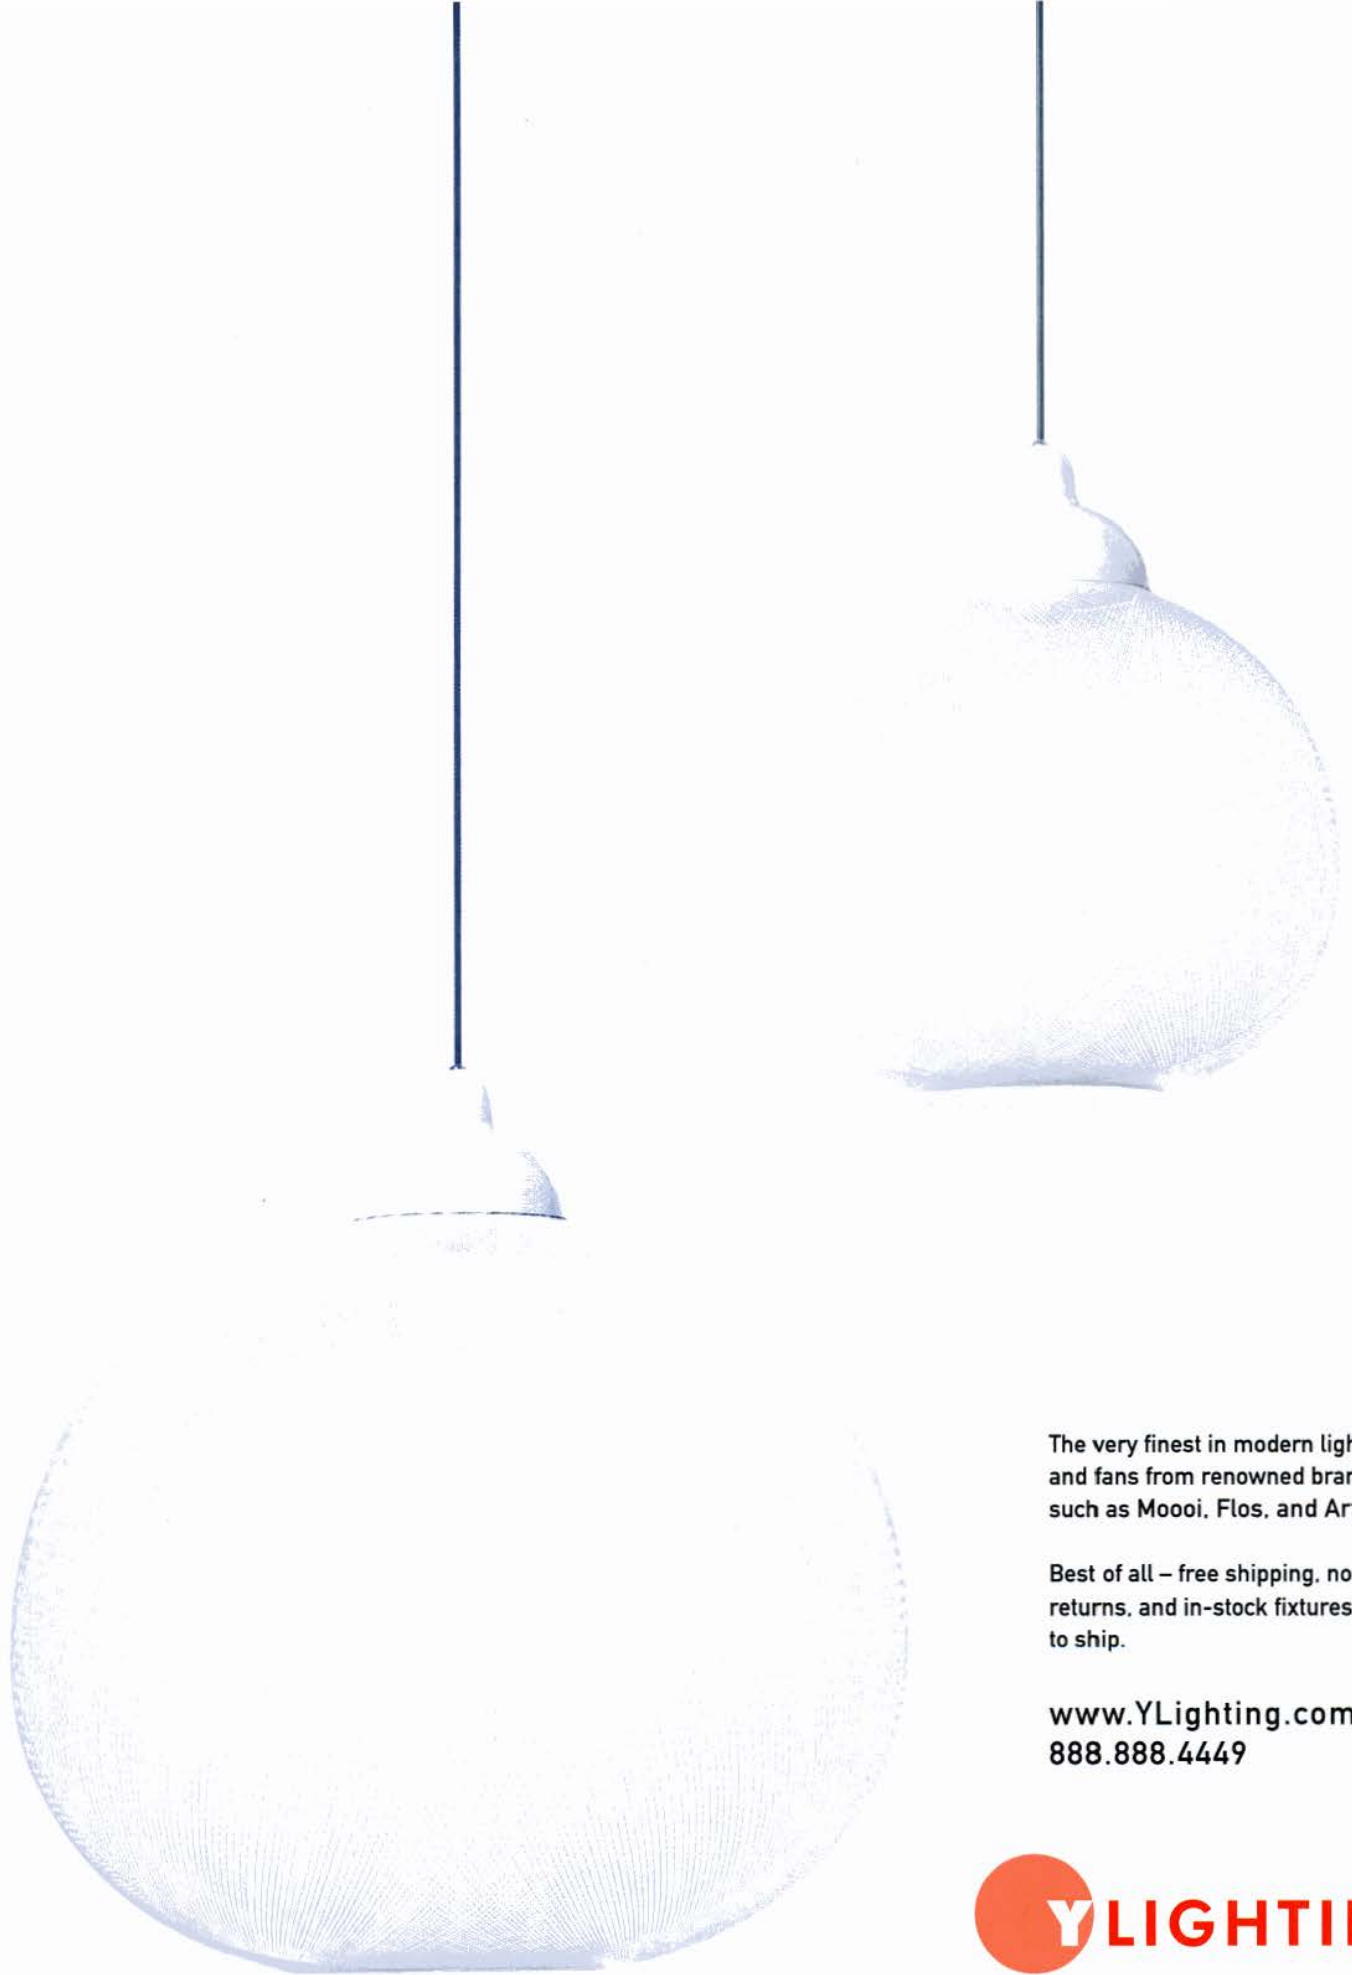 The very finest in modern ligh
and fans from renowned brar
such as Moooi, Flos, and Ar
Best of all – free shipping, no
returns, and in-stock fixtures
to ship.
www.YLighting.com
888.888.4449
YLIGHTI